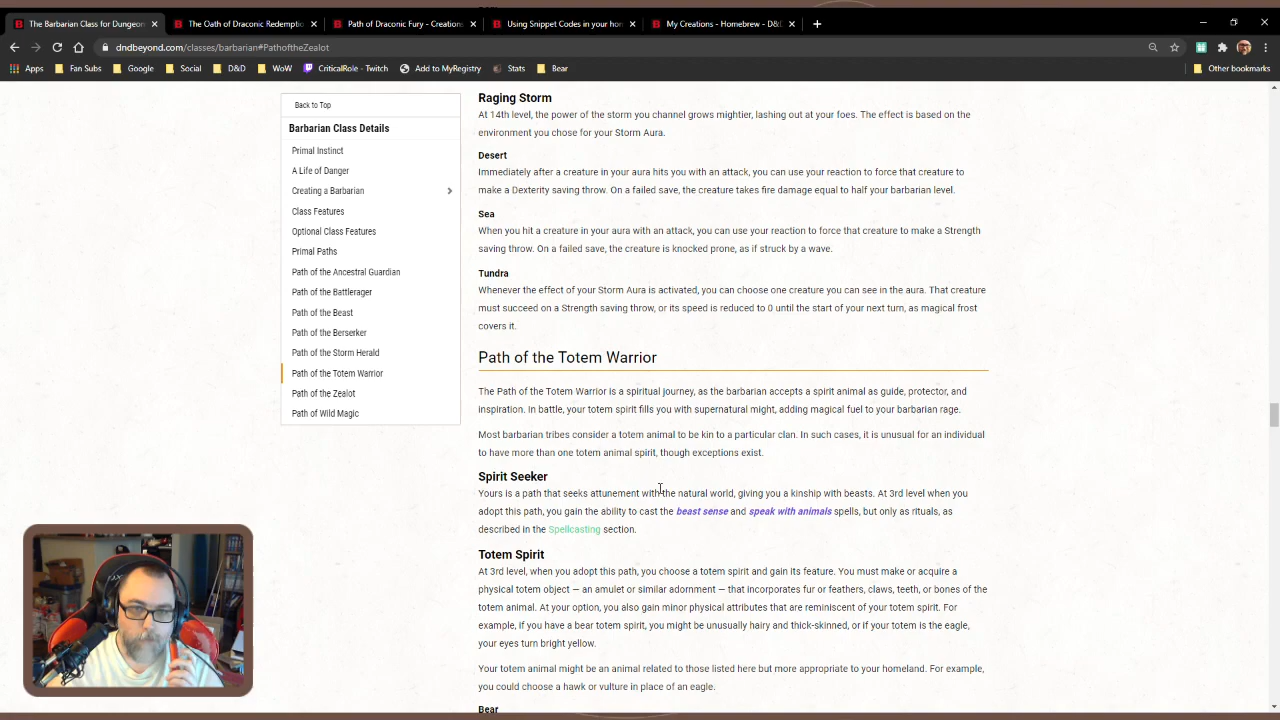 The Barbarian Class for Dungeon
The Oath of Draconic Redemptio
Path of Draconic Fury - Creations
Using Snippet Codes in your hor
My Creations - Homebrew - D&D
dndbeyond.com/classes/barbarian#PathoftheZealot
Apps
Fan Subs
Google
Social
D&D
WoW
CriticalRole - Twitch
Add to MyRegistry
Stats
Bear
Other bookmarks
Back to Top
Barbarian Class Details
Primal Instinct
A Life of Danger
Creating a Barbarian
Class Features
Optional Class Features
Primal Paths
Path of the Ancestral Guardian
Path of the Battlerager
Path of the Beast
Path of the Berserker
Path of the Storm Herald
Path of the Totem Warrior
Path of the Zealot
Path of Wild Magic
Raging Storm
At 14th level, the power of the storm you channel grows mightier, lashing out at your foes. The effect is based on the
environment you chose for your Storm Aura.
Desert
Immediately after a creature in your aura hits you with an attack, you can use your reaction to force that creature to
make a Dexterity saving throw. On a failed save, the creature takes fire damage equal to half your barbarian level.
Sea
When you hit a creature in your aura with an attack, you can use your reaction to force that creature to make a Strength
saving throw. On a failed save, the creature is knocked prone, as if struck by a wave.
Tundra
Whenever the effect of your Storm Aura is activated, you can choose one creature you can see in the aura. That creature
must succeed on a Strength saving throw, or its speed is reduced to 0 until the start of your next turn, as magical frost
covers it.
Path of the Totem Warrior
The Path of the Totem Warrior is a spiritual journey, as the barbarian accepts a spirit animal as guide, protector, and
inspiration. In battle, your totem spirit fills you with supernatural might, adding magical fuel to your barbarian rage.
Most barbarian tribes consider a totem animal to be kin to a particular clan. In such cases, it is unusual for an individual
to have more than one totem animal spirit, though exceptions exist.
Spirit Seeker
Yours is a path that seeks attunement with the natural world, giving you a kinship with beasts. At 3rd level when you
adopt this path, you gain the ability to cast the beast sense and speak with animals spells, but only as rituals, as
described in the Spellcasting section.
Totem Spirit
At 3rd level, when you adopt this path, you choose a totem spirit and gain its feature. You must make or acquire a
physical totem object — an amulet or similar adornment — that incorporates fur or feathers, claws, teeth, or bones of the
totem animal. At your option, you also gain minor physical attributes that are reminiscent of your totem spirit. For
example, if you have a bear totem spirit, you might be unusually hairy and thick-skinned, or if your totem is the eagle,
your eyes turn bright yellow.
Your totem animal might be an animal related to those listed here but more appropriate to your homeland. For example,
you could choose a hawk or vulture in place of an eagle.
Bear